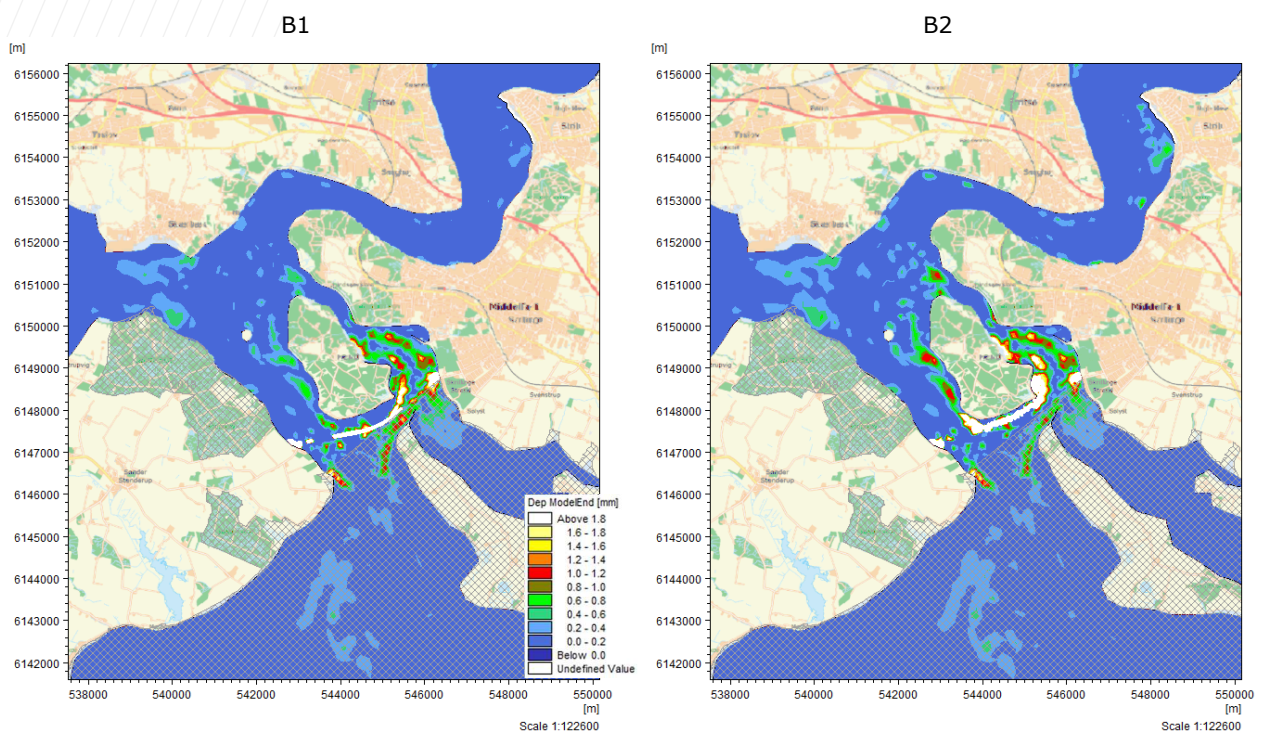 B1
B2
[m]
[m]
6156000
6155000
6154000
6153000
6152000
6151000
6150000
6149000
6148000
6147000
6146000
6145000
6144000
6143000
6142000
6156000
6155000
6154000
6153000
6152000
6151000
6150000
6149000
6148000
6147000
6146000
6145000
6144000
6143000
6142000
Dep ModelEnd [mm]
Above 1.8
1.6 - 1.8
1.4 - 1.6
1.2 - 1.4
1.0 - 1.2
0.8 - 1.0
0.6 - 0.8
0.4 - 0.6
0.2 - 0.4
0.0 - 0.2
Below 0.0
Undefined Value
538000 540000 542000 544000 546000 548000 550000
538000 540000 542000 544000 546000 548000 550000
[m]
[m]
Scale 1:122600
Scale 1:122600